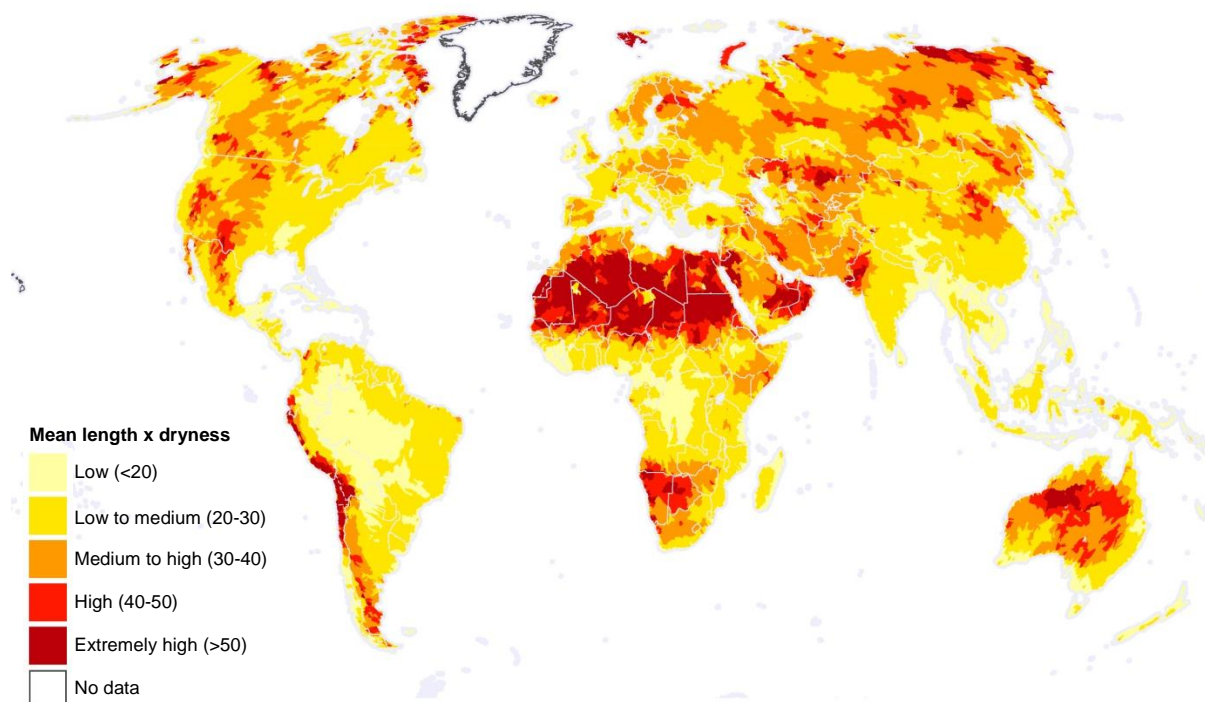 Mean length x dryness
Low (<20)
Low to medium (20-30)
Medium to high (30-40)
High (40-50)
Extremely high (>50)
No data